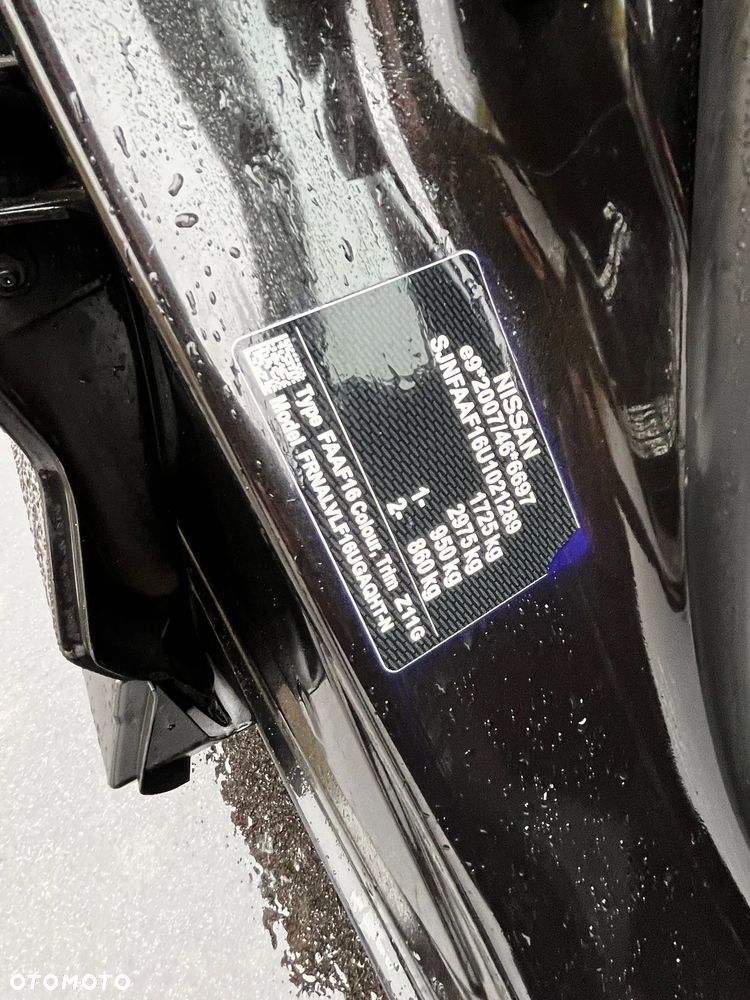 NISSAN
e9*2007/46*6697
SJNFAAF16U1021289
1725 kg
2975 kg
1- 950 kg
2- 860 kg
Type FAAF16 Colour, Trim Z11G
Model FRNALVLF16UGAQHT-N
OTOMOTO